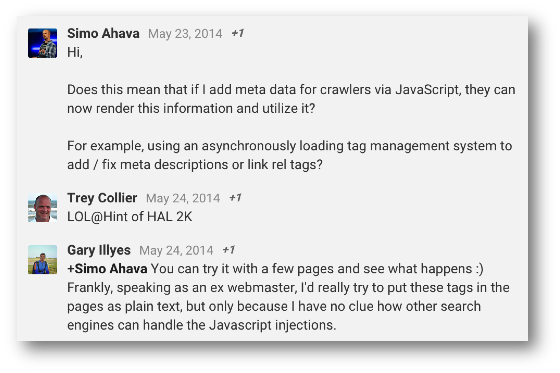 Simo Ahava May 23, 2014 +1
Hi,
Does this mean that if I add meta data for crawlers via JavaScript, they can
now render this information and utilize it?
For example, using an asynchronously loading tag management system to
add / fix meta descriptions or link rel tags?
Trey Collier May 24, 2014 +1
LOL@Hint of HAL 2K
Gary Illyes May 24, 2014 +1
+Simo Ahava You can try it with a few pages and see what happens :)
Frankly, speaking as an ex webmaster, I'd really try to put these tags in the
pages as plain text, but only because I have no clue how other search
engines can handle the Javascript injections.